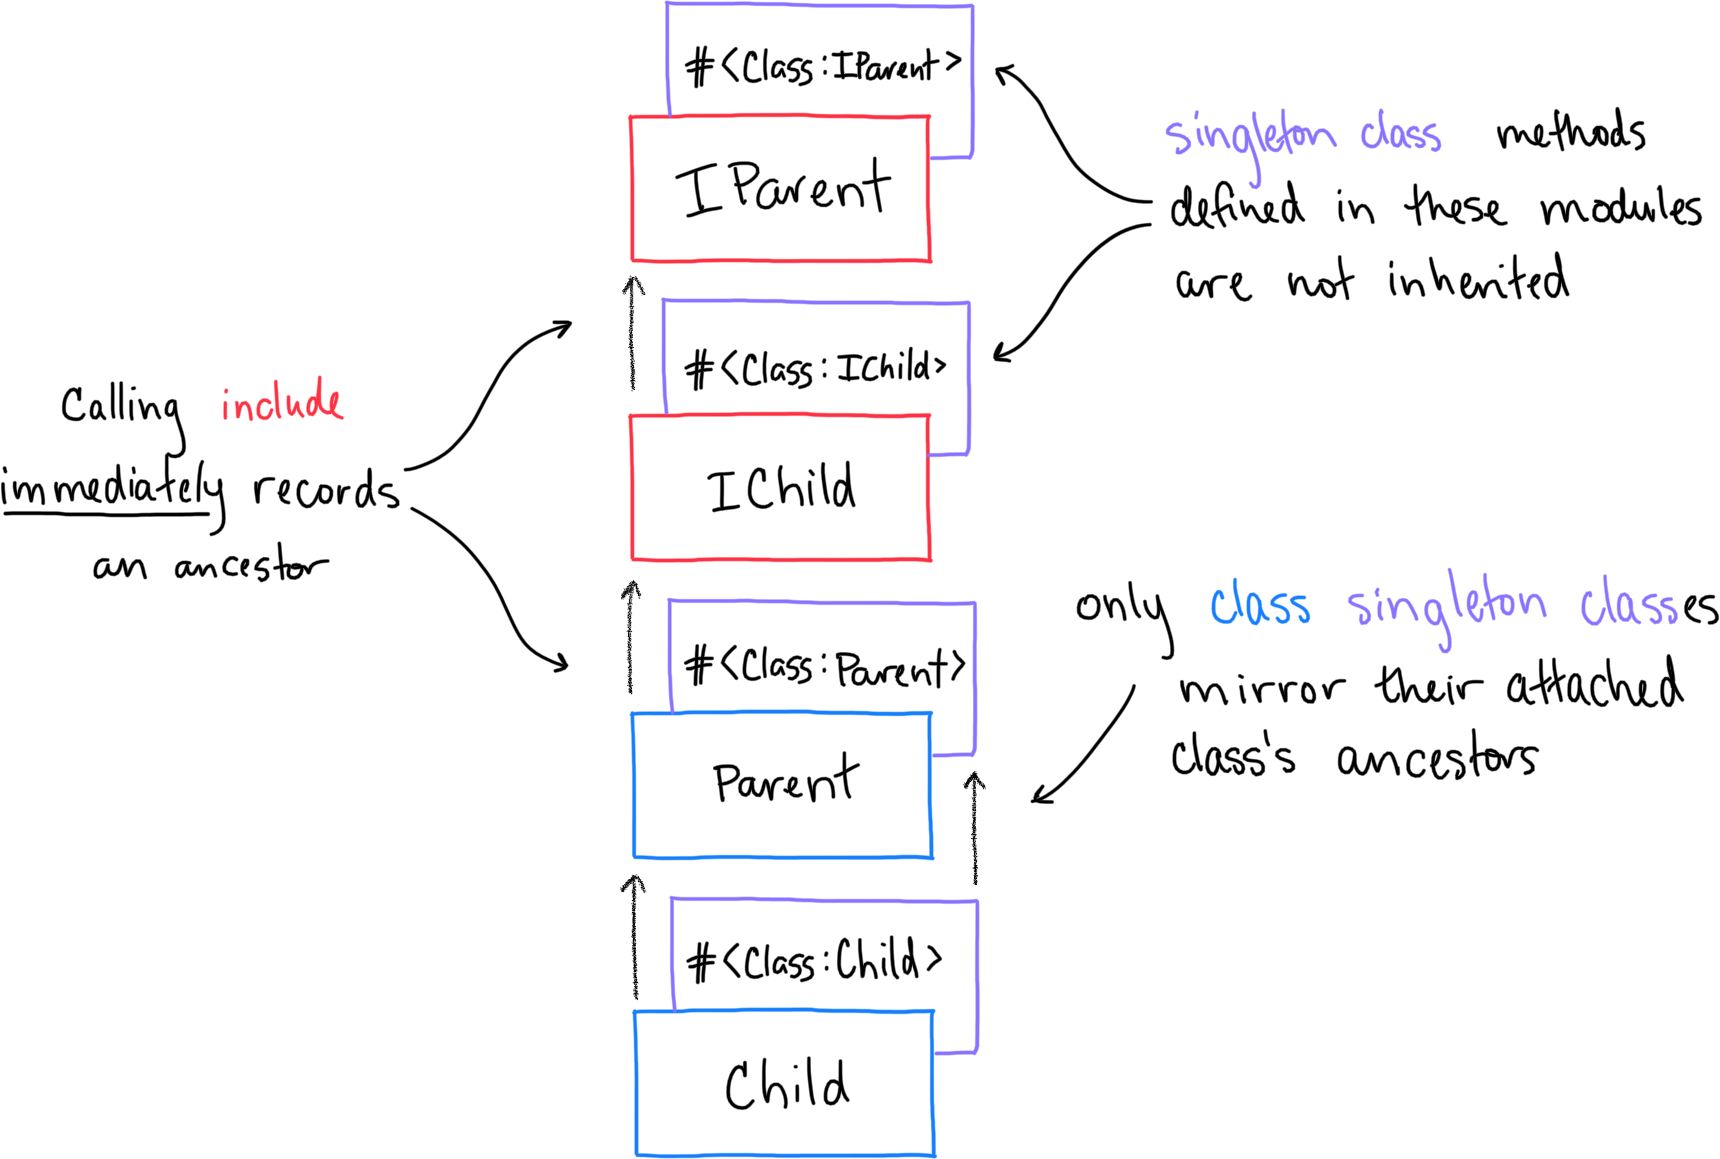 #<Class:IParent>
IParent
singleton class methods
defined in these modules
are not inherited
#<Class:IChild>
IChild
Calling include
immediately records
an ancestor
#<Class:Parent>
Parent
only class singleton classes
mirror their attached
class's ancestors
#<Class:Child>
Child